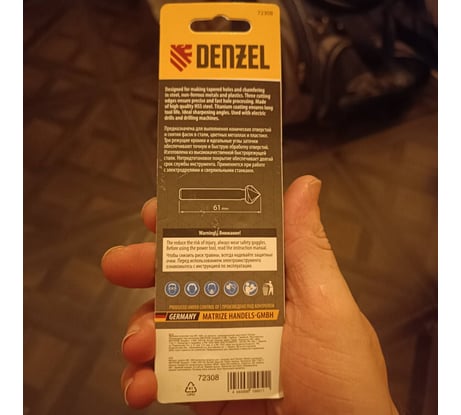 72308
DENZEL
Designed for making tapered holes and chamfering
in steel, non-ferrous metals and plastics. Three cutting
edges ensure precise and fast hole processing. Made
of high quality HSS steel. Titanium coating ensures long
tool life. Ideal sharpening angles. Used with electric
drills and drilling machines.
Предназначена для выполнения конических отверстий
и снятия фасок в стали, цветных металлах и пластике.
Три режущие кромки и идеальные углы заточки
обеспечивают точную и быструю обработку отверстий.
Изготовлена из высококачественной быстрорежущей
стали. Нитридтитановое покрытие обеспечивает долгий
срок службы инструмента. Применяется при работе
с электродрелями и сверлильными станками.
61 mm
Warning! Внимание!
The reduce the risk of injury, always wear safety goggles.
Before using the power tool, read the instruction manual.
Чтобы снизить риск травмы, всегда надевайте защитные
очки. Перед использованием электроинструмента
ознакомьтесь с инструкцией по эксплуатации.
PRODUCED UNDER CONTROL OF | ПРОИЗВЕДЕНО ПОД КОНТРОЛЕМ
GERMANY MATRIZE HANDELS-GMBH
72308